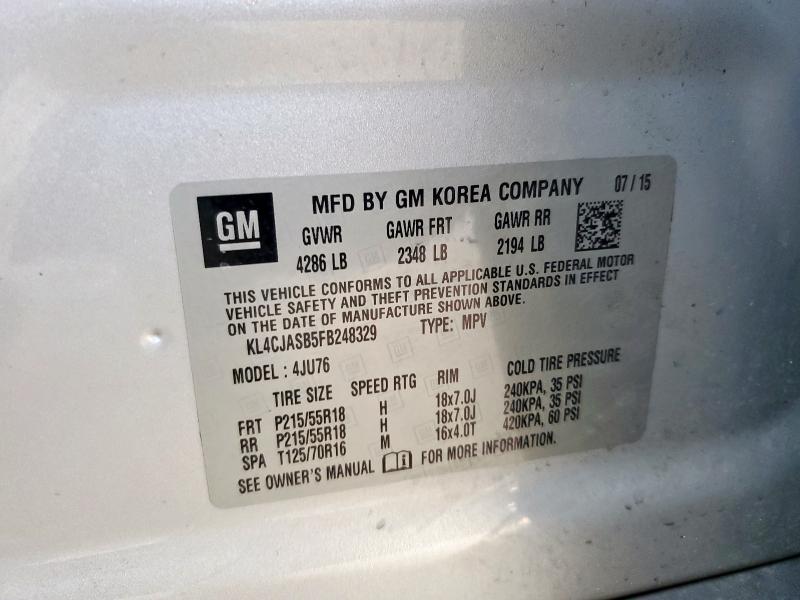 GM
MFD BY GM KOREA COMPANY 07 / 15
GVWR GAWR FRT GAWR RR
4286 LB 2348 LB 2194 LB
THIS VEHICLE CONFORMS TO ALL APPLICABLE U.S. FEDERAL MOTOR
VEHICLE SAFETY AND THEFT PREVENTION STANDARDS IN EFFECT
ON THE DATE OF MANUFACTURE SHOWN ABOVE.
KL4CJASB5FB248329 TYPE: MPV
MODEL : 4JU76
TIRE SIZE SPEED RTG RIM COLD TIRE PRESSURE
FRT P215/55R18 H 18x7.0J 240KPA, 35 PSI
RR P215/55R18 H 18x7.0J 240KPA, 35 PSI
SPA T125/70R16 M 16x4.0T 420KPA, 60 PSI
SEE OWNER'S MANUAL FOR MORE INFORMATION.